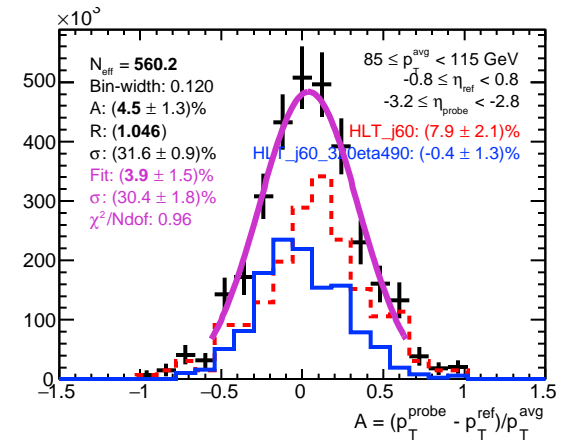 ×10³
N_eff = 560.2
Bin-width: 0.120
A: (4.5 ± 1.3)%
R: (1.046)
σ: (31.6 ± 0.9)%
Fit: (3.9 ± 1.5)%
σ: (30.4 ± 1.8)%
χ²/Ndof: 0.96
85 ≤ p_T^avg < 115 GeV
-0.8 ≤ η_ref < 0.8
-3.2 ≤ η_probe < -2.8
HLT_j60: (7.9 ± 2.1)%
HLT_j60_320eta490: (-0.4 ± 1.3)%
500
400
300
200
100
0
−1.5 −1 −0.5 0 0.5 1 1.5
A = (p_T^probe - p_T^ref)/p_T^avg